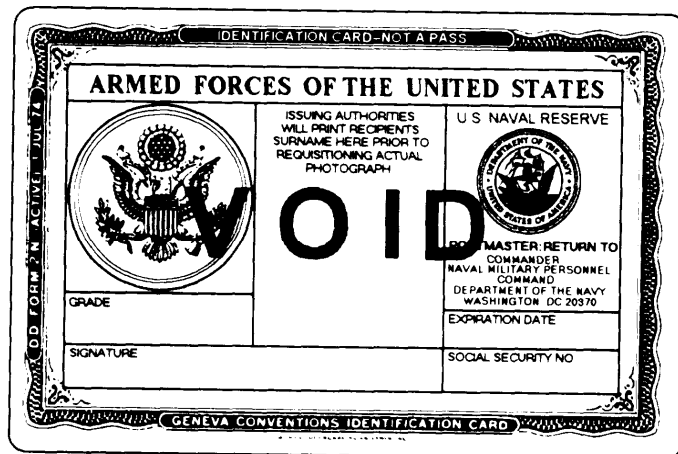 IDENTIFICATION CARD-NOT A PASS
ARMED FORCES OF THE UNITED STATES
DD FORM 2N ACTIVE 1 JUL 74
ISSUING AUTHORITIES
WILL PRINT RECIPIENTS
SURNAME HERE PRIOR TO
REQUISITIONING ACTUAL
PHOTOGRAPH
U S NAVAL RESERVE
DEPARTMENT OF THE NAVY
UNITED STATES OF AMERICA
VOID
POSTMASTER: RETURN TO
COMMANDER
NAVAL MILITARY PERSONNEL
COMMAND
DEPARTMENT OF THE NAVY
WASHINGTON DC 20370
GRADE
EXPIRATION DATE
SIGNATURE
SOCIAL SECURITY NO
GENEVA CONVENTIONS IDENTIFICATION CARD